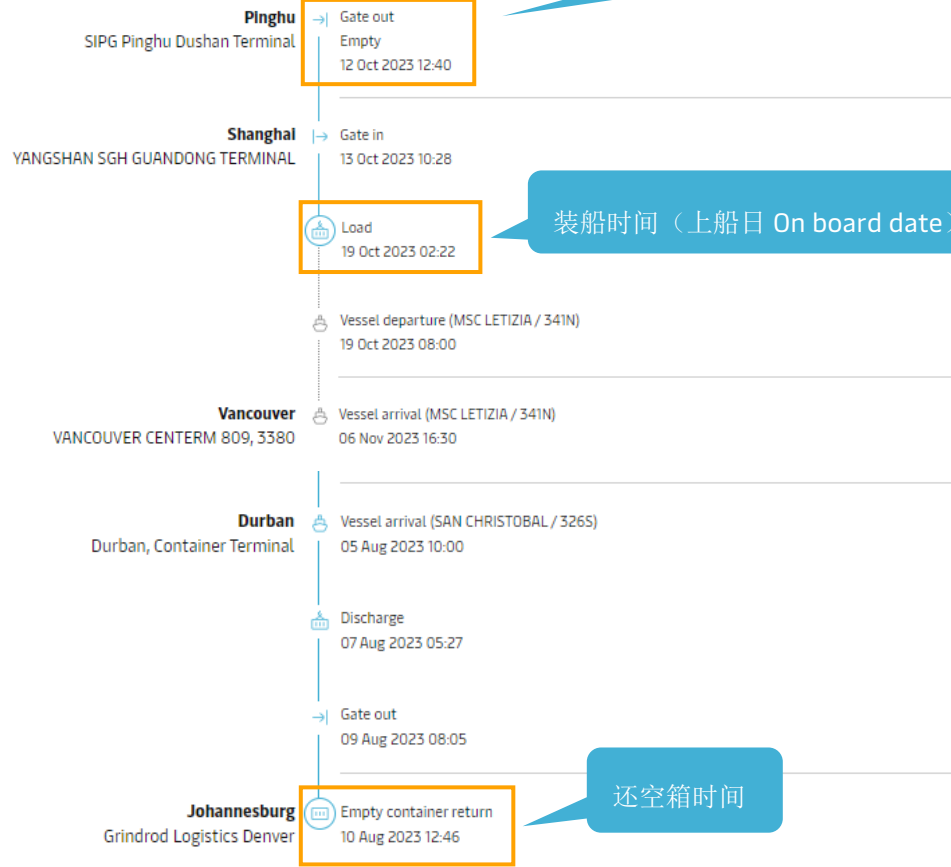 Pinghu
SIPG Pinghu Dushan Terminal
Gate out
Empty
12 Oct 2023 12:40
Shanghai
YANGSHAN SGH GUANDONG TERMINAL
Gate in
13 Oct 2023 10:28
Load
19 Oct 2023 02:22
装船时间（上船日 On board date）
Vessel departure (MSC LETIZIA / 341N)
19 Oct 2023 08:00
Vancouver
VANCOUVER CENTERM 809, 3380
Vessel arrival (MSC LETIZIA / 341N)
06 Nov 2023 16:30
Durban
Durban, Container Terminal
Vessel arrival (SAN CHRISTOBAL / 326S)
05 Aug 2023 10:00
Discharge
07 Aug 2023 05:27
Gate out
09 Aug 2023 08:05
Johannesburg
Grindrod Logistics Denver
Empty container return
10 Aug 2023 12:46
还空箱时间